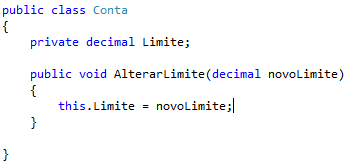 public class Conta
{
    private decimal Limite;

    public void AlterarLimite(decimal novoLimite)
    {
        this.Limite = novoLimite;
    }

}